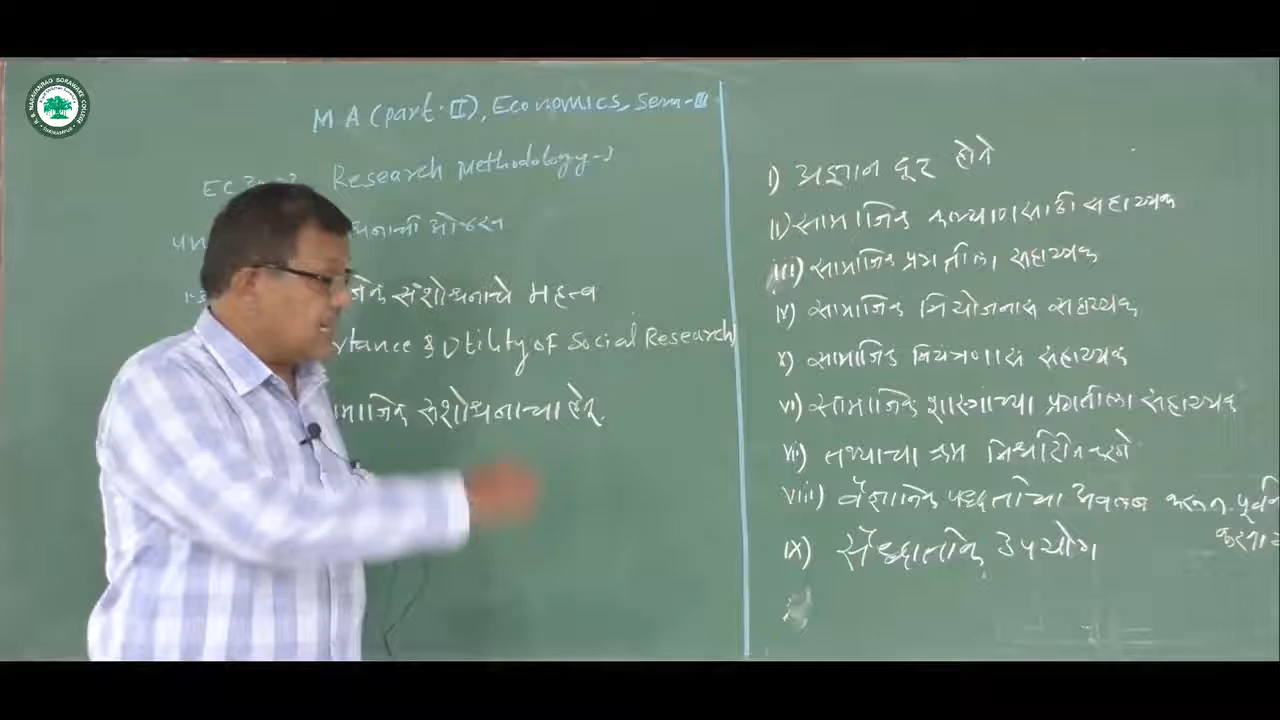 M A (part-II), Economics, Sem-III
Research Methodology-I
संशोधनाचे महत्व
& Utility of Social Research
संशोधनाचा हेतू.
I) अज्ञान दूर होते
II) सामाजिक कल्याणसाठी सहाय्यक
III) सामाजिक प्रगतीला सहाय्यक
IV) सामाजिक नियोजनास सहाय्यक
V) सामाजिक नियंत्रणास सहाय्यक
VI) सामाजिक शास्त्राच्या प्रगतीला सहाय्यक
VII) तथ्याचा क्रम निर्धारित करणे
VIII) वैज्ञानिक पद्धतीचा अवलंब करून
IX) सैद्धांतिक उपयोग